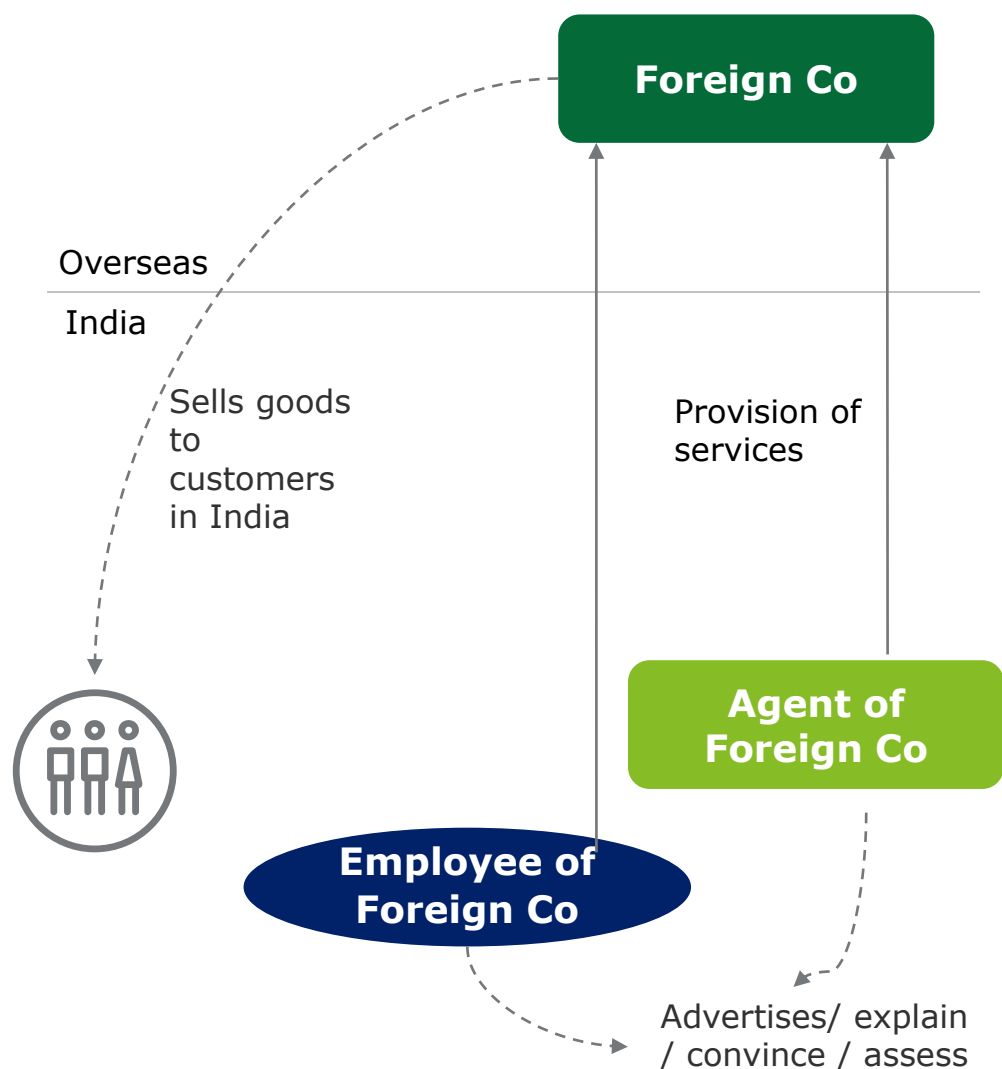 Foreign Co
Overseas
India
Sells goods
to
customers
in India
Provision of
services
Agent of
Foreign Co
Employee of
Foreign Co
Advertises/ explain
/ convince / assess